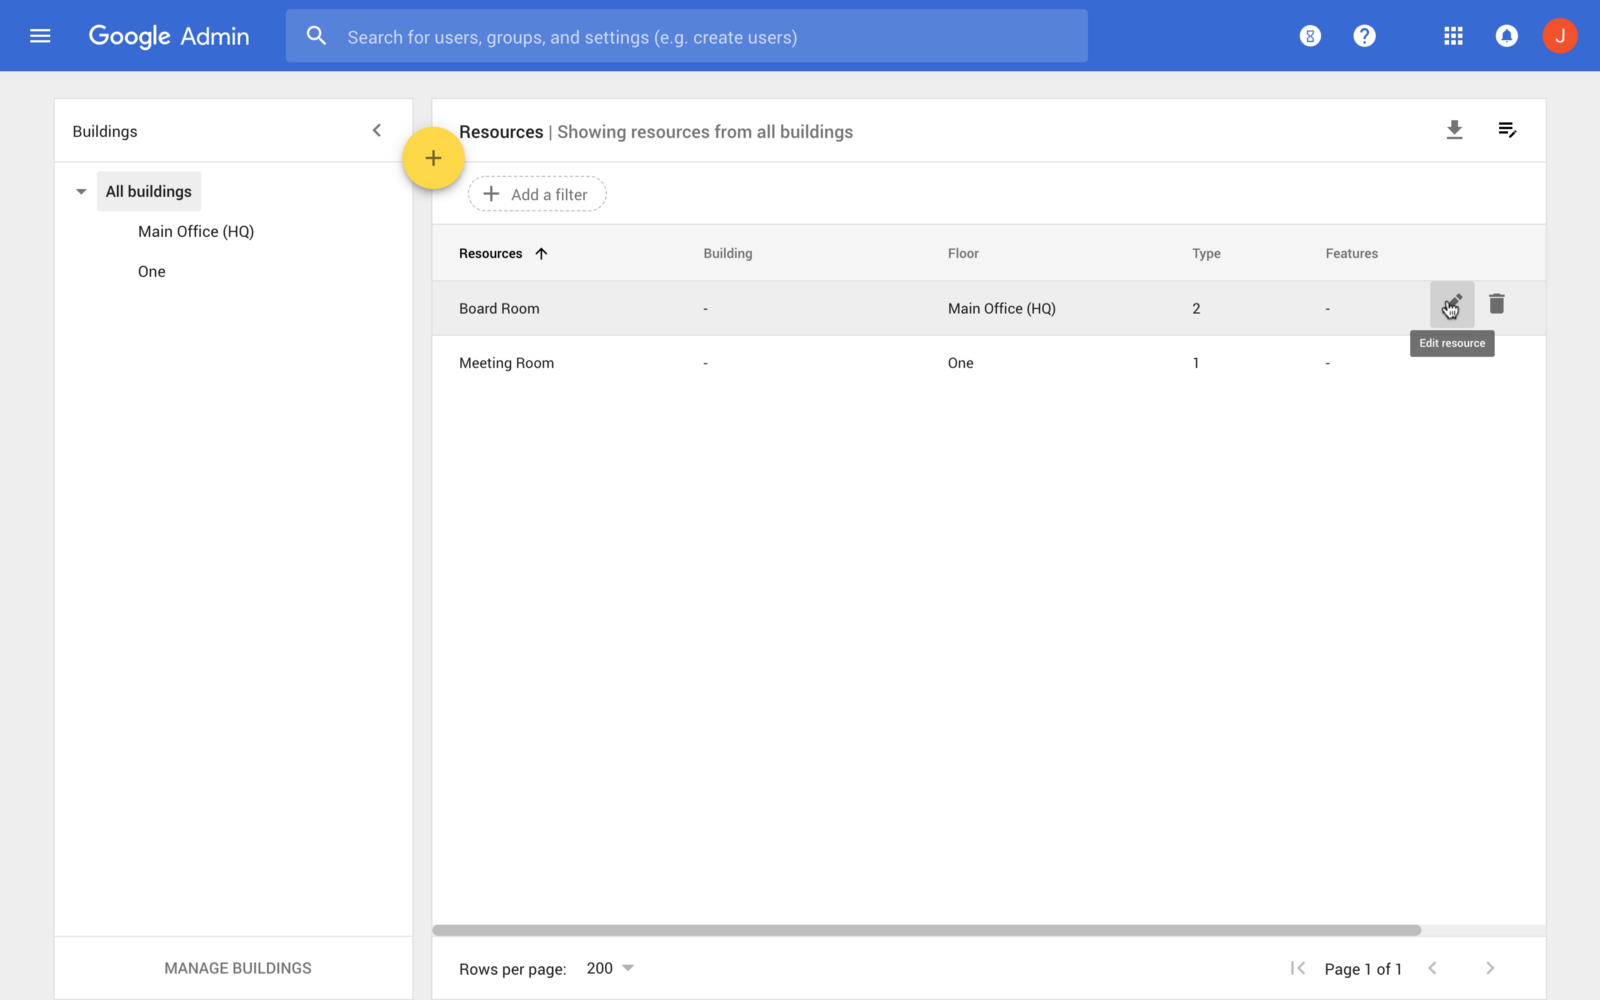 Google Admin
Search for users, groups, and settings (e.g. create users)
J
Buildings
All buildings
Main Office (HQ)
One
MANAGE BUILDINGS
Resources | Showing resources from all buildings
Add a filter
Resources Building Floor Type Features
Board Room - Main Office (HQ) 2 -
Edit resource
Meeting Room - One 1 -
Rows per page: 200 Page 1 of 1